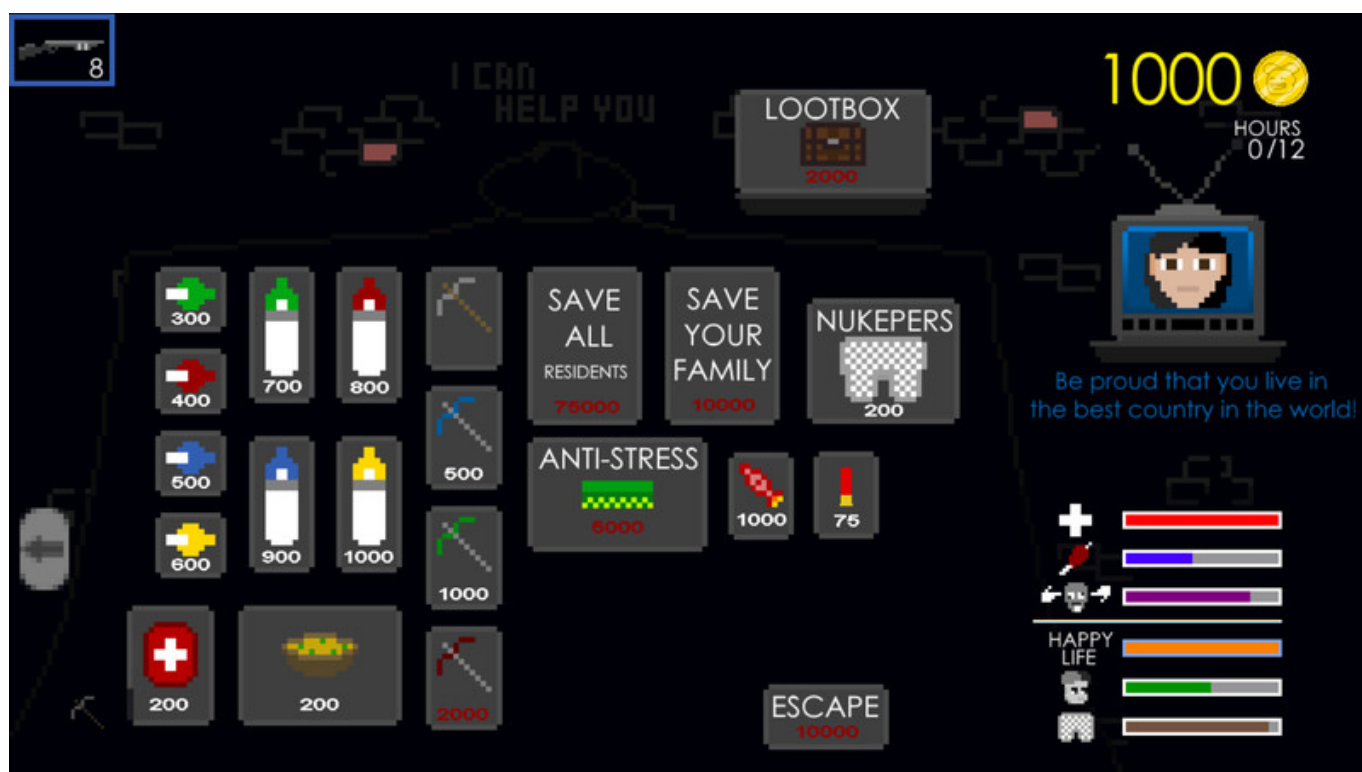 8
I CAN
HELP YOU
LOOTBOX
2000
1000
HOURS
0/12
300
400
500
600
700
800
900
1000
500
1000
2000
SAVE
ALL
RESIDENTS
75000
SAVE
YOUR
FAMILY
10000
NUKEPERS
200
ANTI-STRESS
5000
1000
75
200
200
ESCAPE
10000
Be proud that you live in
the best country in the world!
HAPPY
LIFE